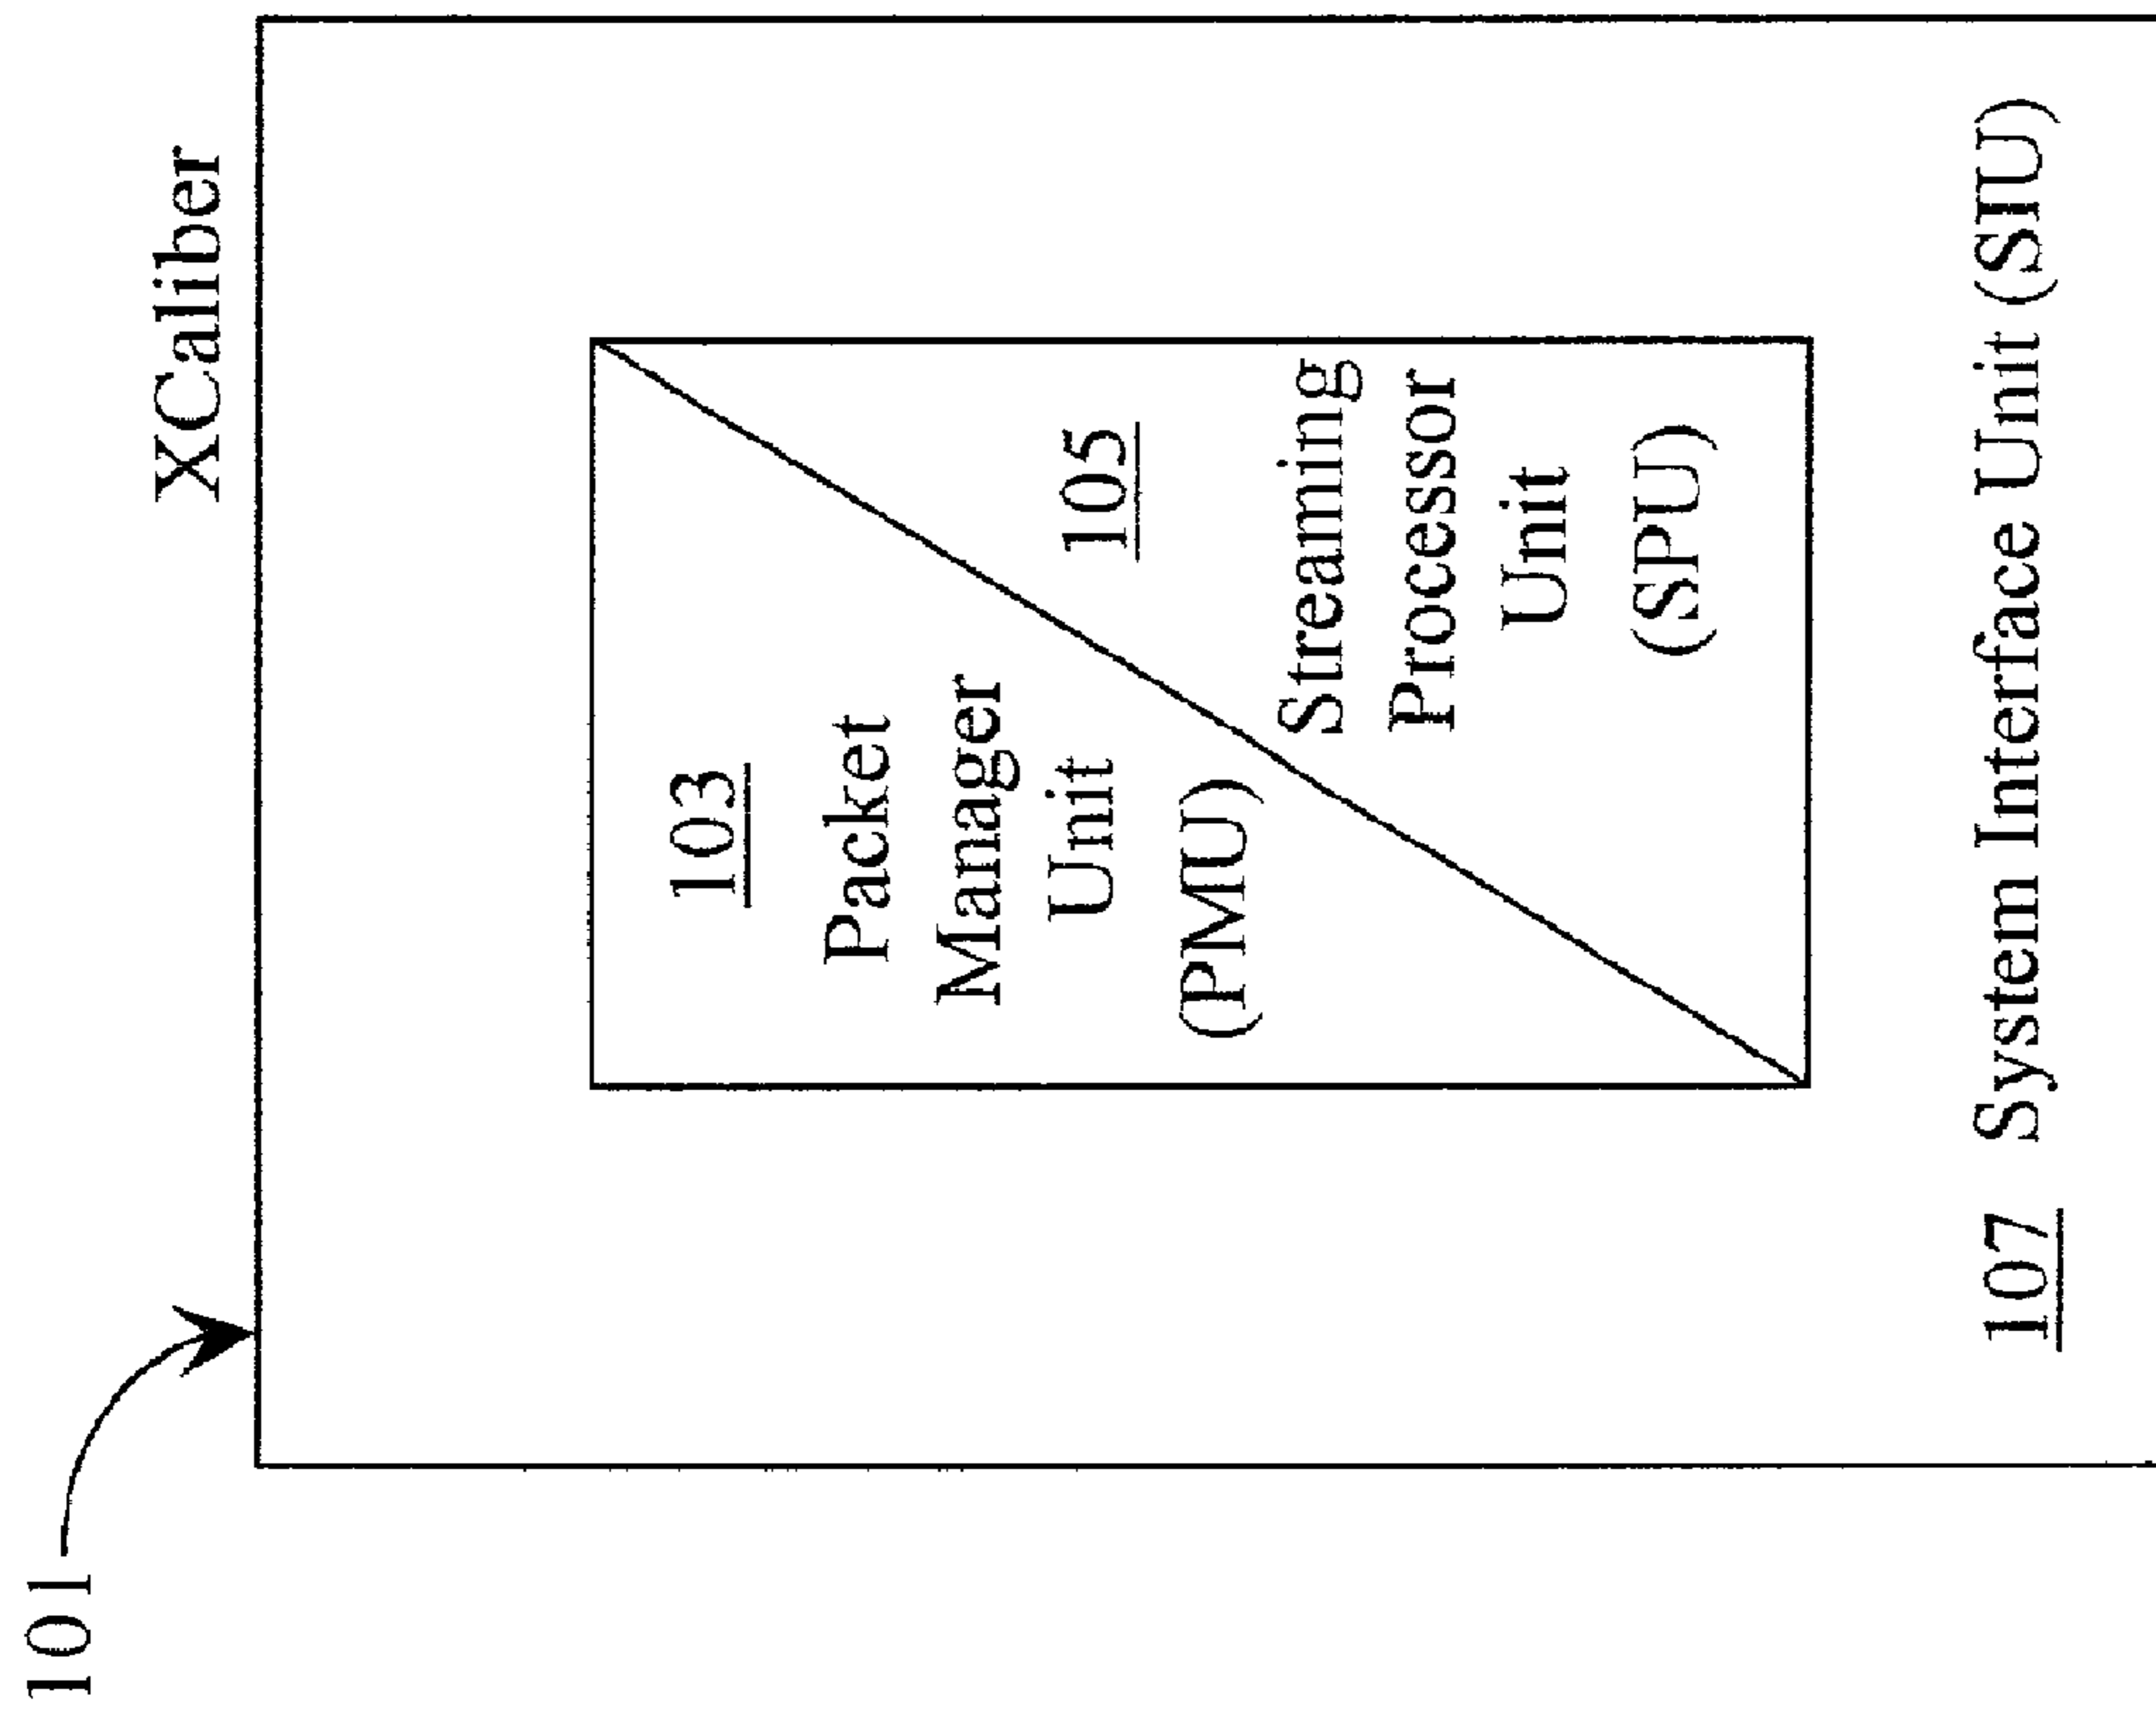 101
XCaliber
103
Packet
Manager
Unit
(PMU)
105
Streaming
Processor
Unit
(SPU)
107 System Interface Unit (SIU)